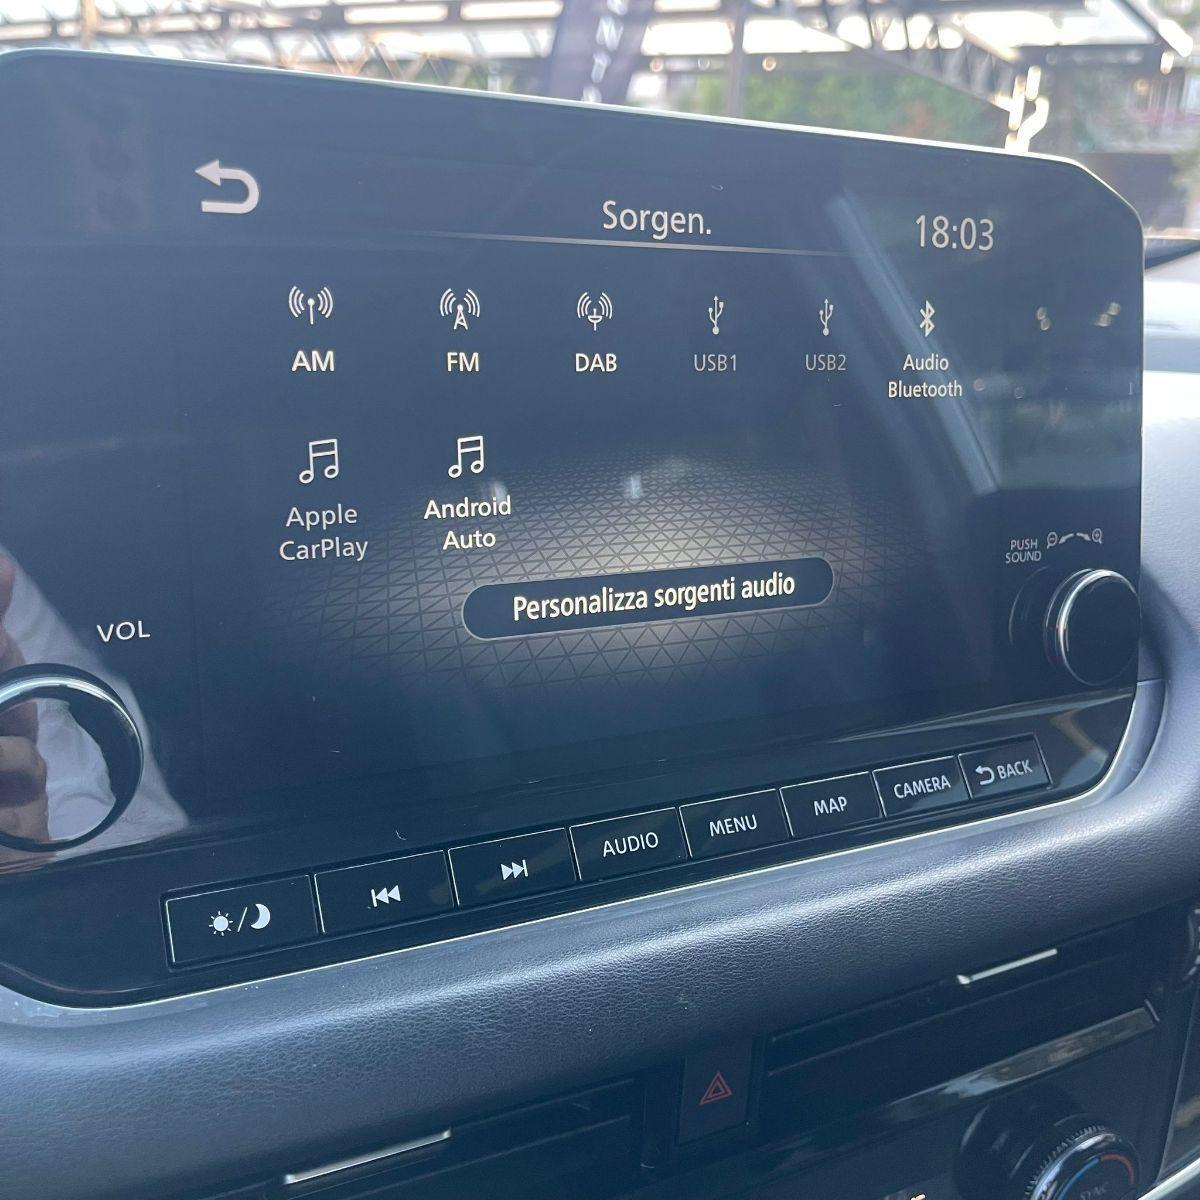 Sorgen.
18:03
AM
FM
DAB
USB1
USB2
Audio
Bluetooth
Apple
CarPlay
Android
Auto
PUSH
SOUND
Personalizza sorgenti audio
VOL
AUDIO
MENU
MAP
CAMERA
BACK